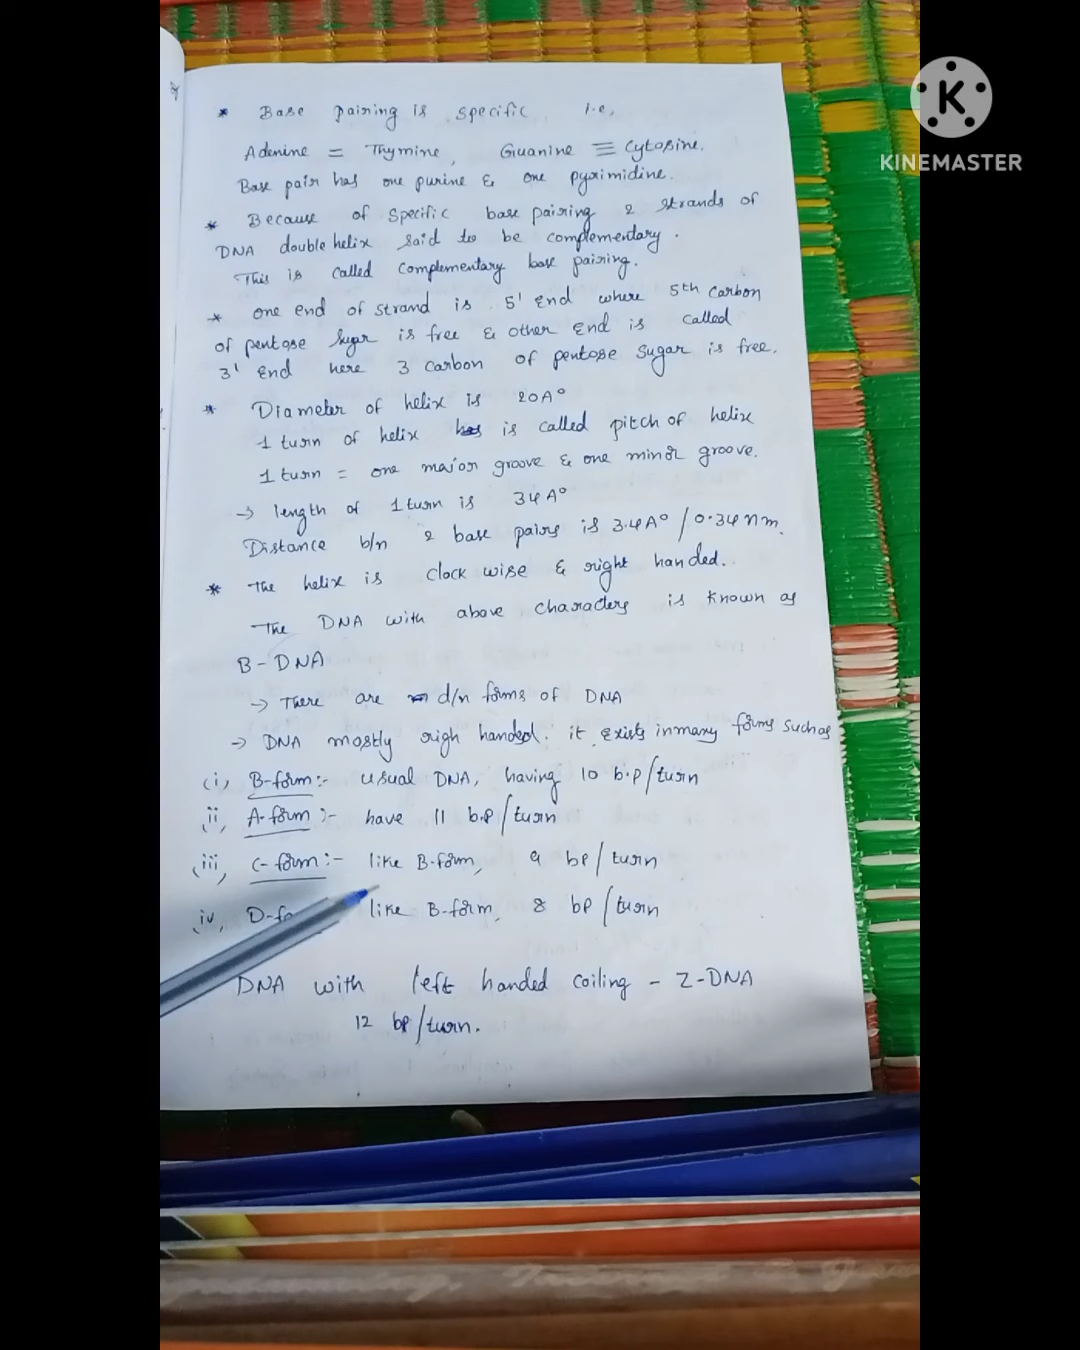 * Base pairing is specific i.e,
Adenine = Thymine, Guanine ≡ Cytosine.
Base pair has one purine & one pyrimidine.
* Because of specific base pairing 2 strands of
DNA double helix said to be complementary.
This is called complementary base pairing.
* one end of strand is 5' end where 5th carbon
of pentose sugar is free & other end is called
3' end here 3 carbon of pentose sugar is free.
* Diameter of helix is 20A°
1 turn of helix is called pitch of helix
1 turn = one major groove & one minor groove.
→ length of 1 turn is 34A°
Distance b/n 2 base pairs is 3.4A° / 0.34nm.
* The helix is clock wise & right handed.
The DNA with above characters is known as
B-DNA
→ There are d/n forms of DNA
→ DNA mostly righ handed. it exists in many forms such as
(i), B-form:- usual DNA, having 10 b.p/turn
(ii, A-form:- have 11 b.p/turn
(iii, C-form:- like B-form, 9 bp/turn
(iv, D-fo like B-form, 8 bp/turn
DNA with left handed coiling - Z-DNA
12 bp/turn.
K
KINEMASTER